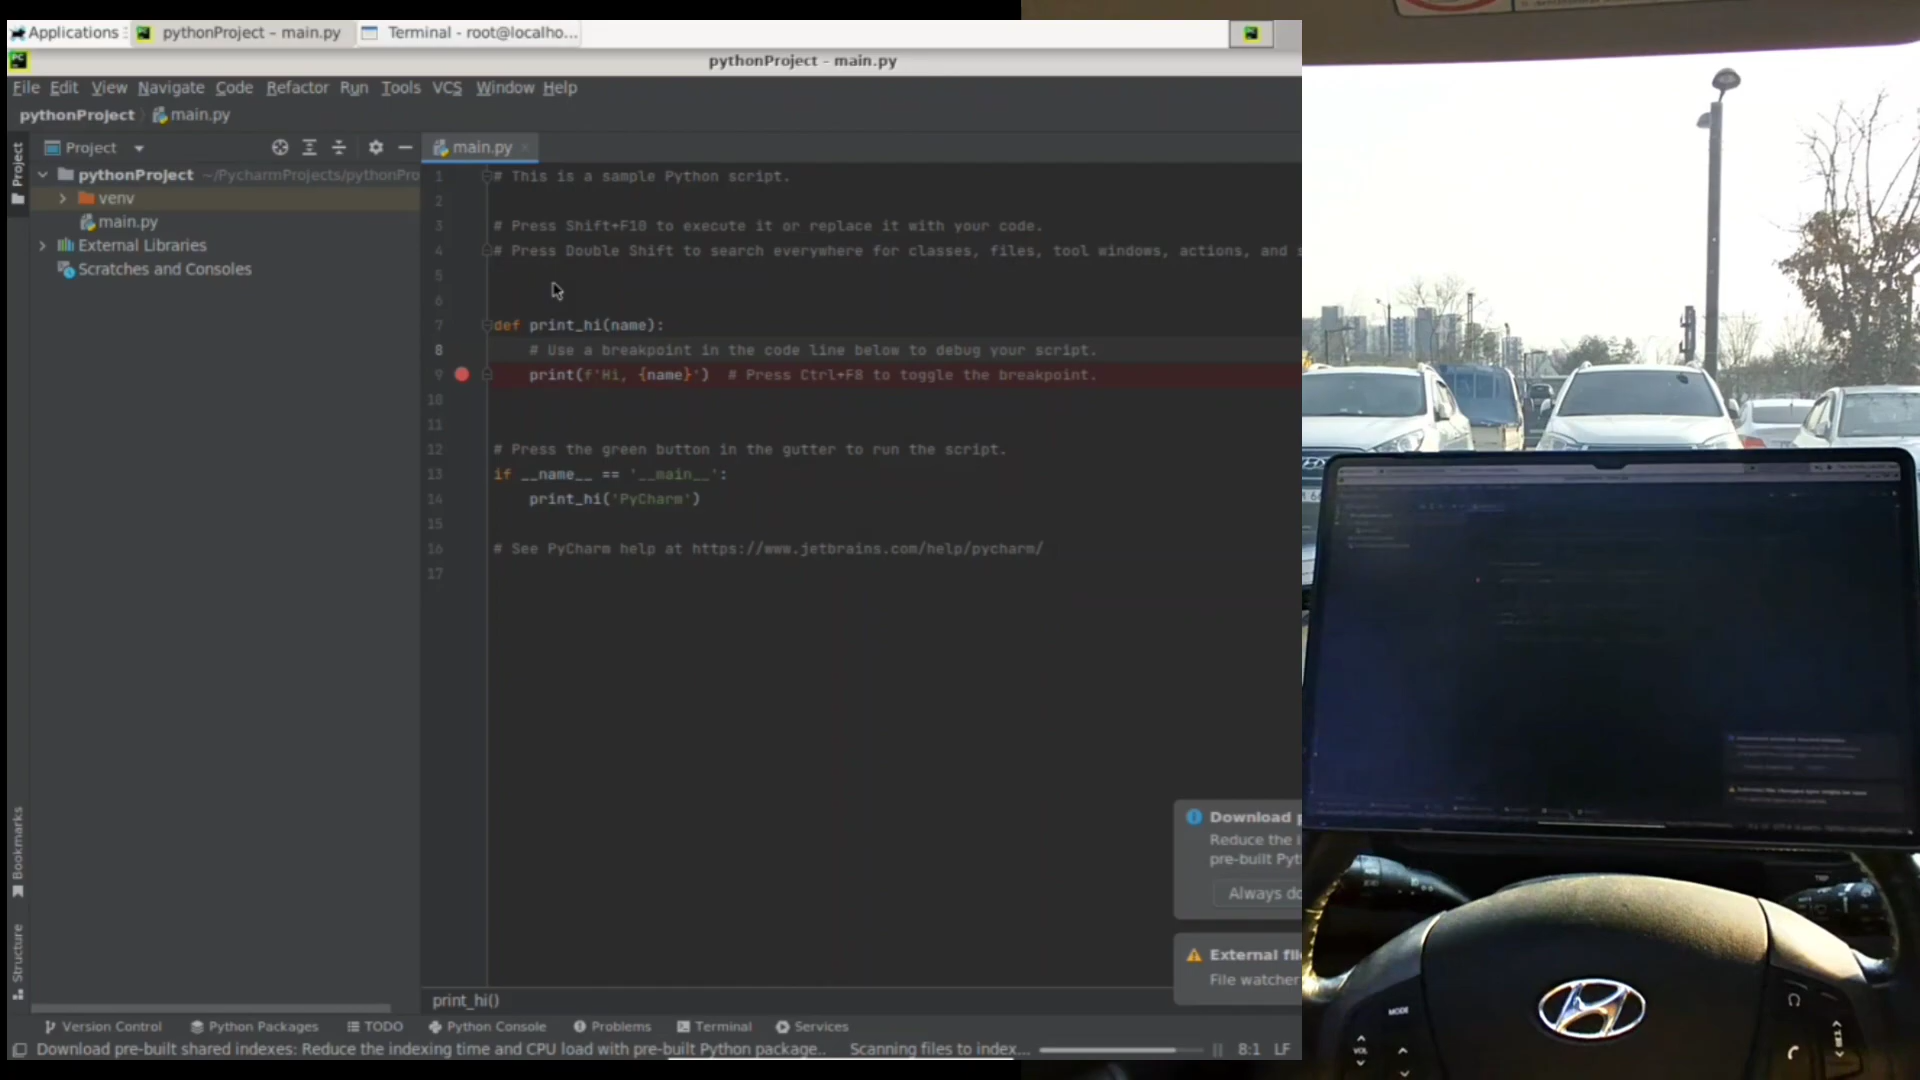 Applications
pythonProject – main.py
Terminal - root@localho...
pythonProject – main.py
File Edit View Navigate Code Refactor Run Tools VCS Window Help
pythonProject
main.py
Project
Project
main.py
pythonProject ~/PycharmProjects/pythonPro
venv
main.py
External Libraries
Scratches and Consoles
1 # This is a sample Python script.
2
3 # Press Shift+F10 to execute it or replace it with your code.
4 # Press Double Shift to search everywhere for classes, files, tool windows, actions, and s
5
6
7 def print_hi(name):
8 # Use a breakpoint in the code line below to debug your script.
9 print(f'Hi, {name}') # Press Ctrl+F8 to toggle the breakpoint.
10
11
12 # Press the green button in the gutter to run the script.
13 if __name__ == '__main__':
14 print_hi('PyCharm')
15
16 # See PyCharm help at https://www.jetbrains.com/help/pycharm/
17
Download p
Reduce the i
pre-built Pyt
Always do
External file
File watcher
Bookmarks
Structure
print_hi()
Version Control
Python Packages
TODO
Python Console
Problems
Terminal
Services
Download pre-built shared indexes: Reduce the indexing time and CPU load with pre-built Python package..
Scanning files to index...
8:1 LF
MODE
VOL
TRIP